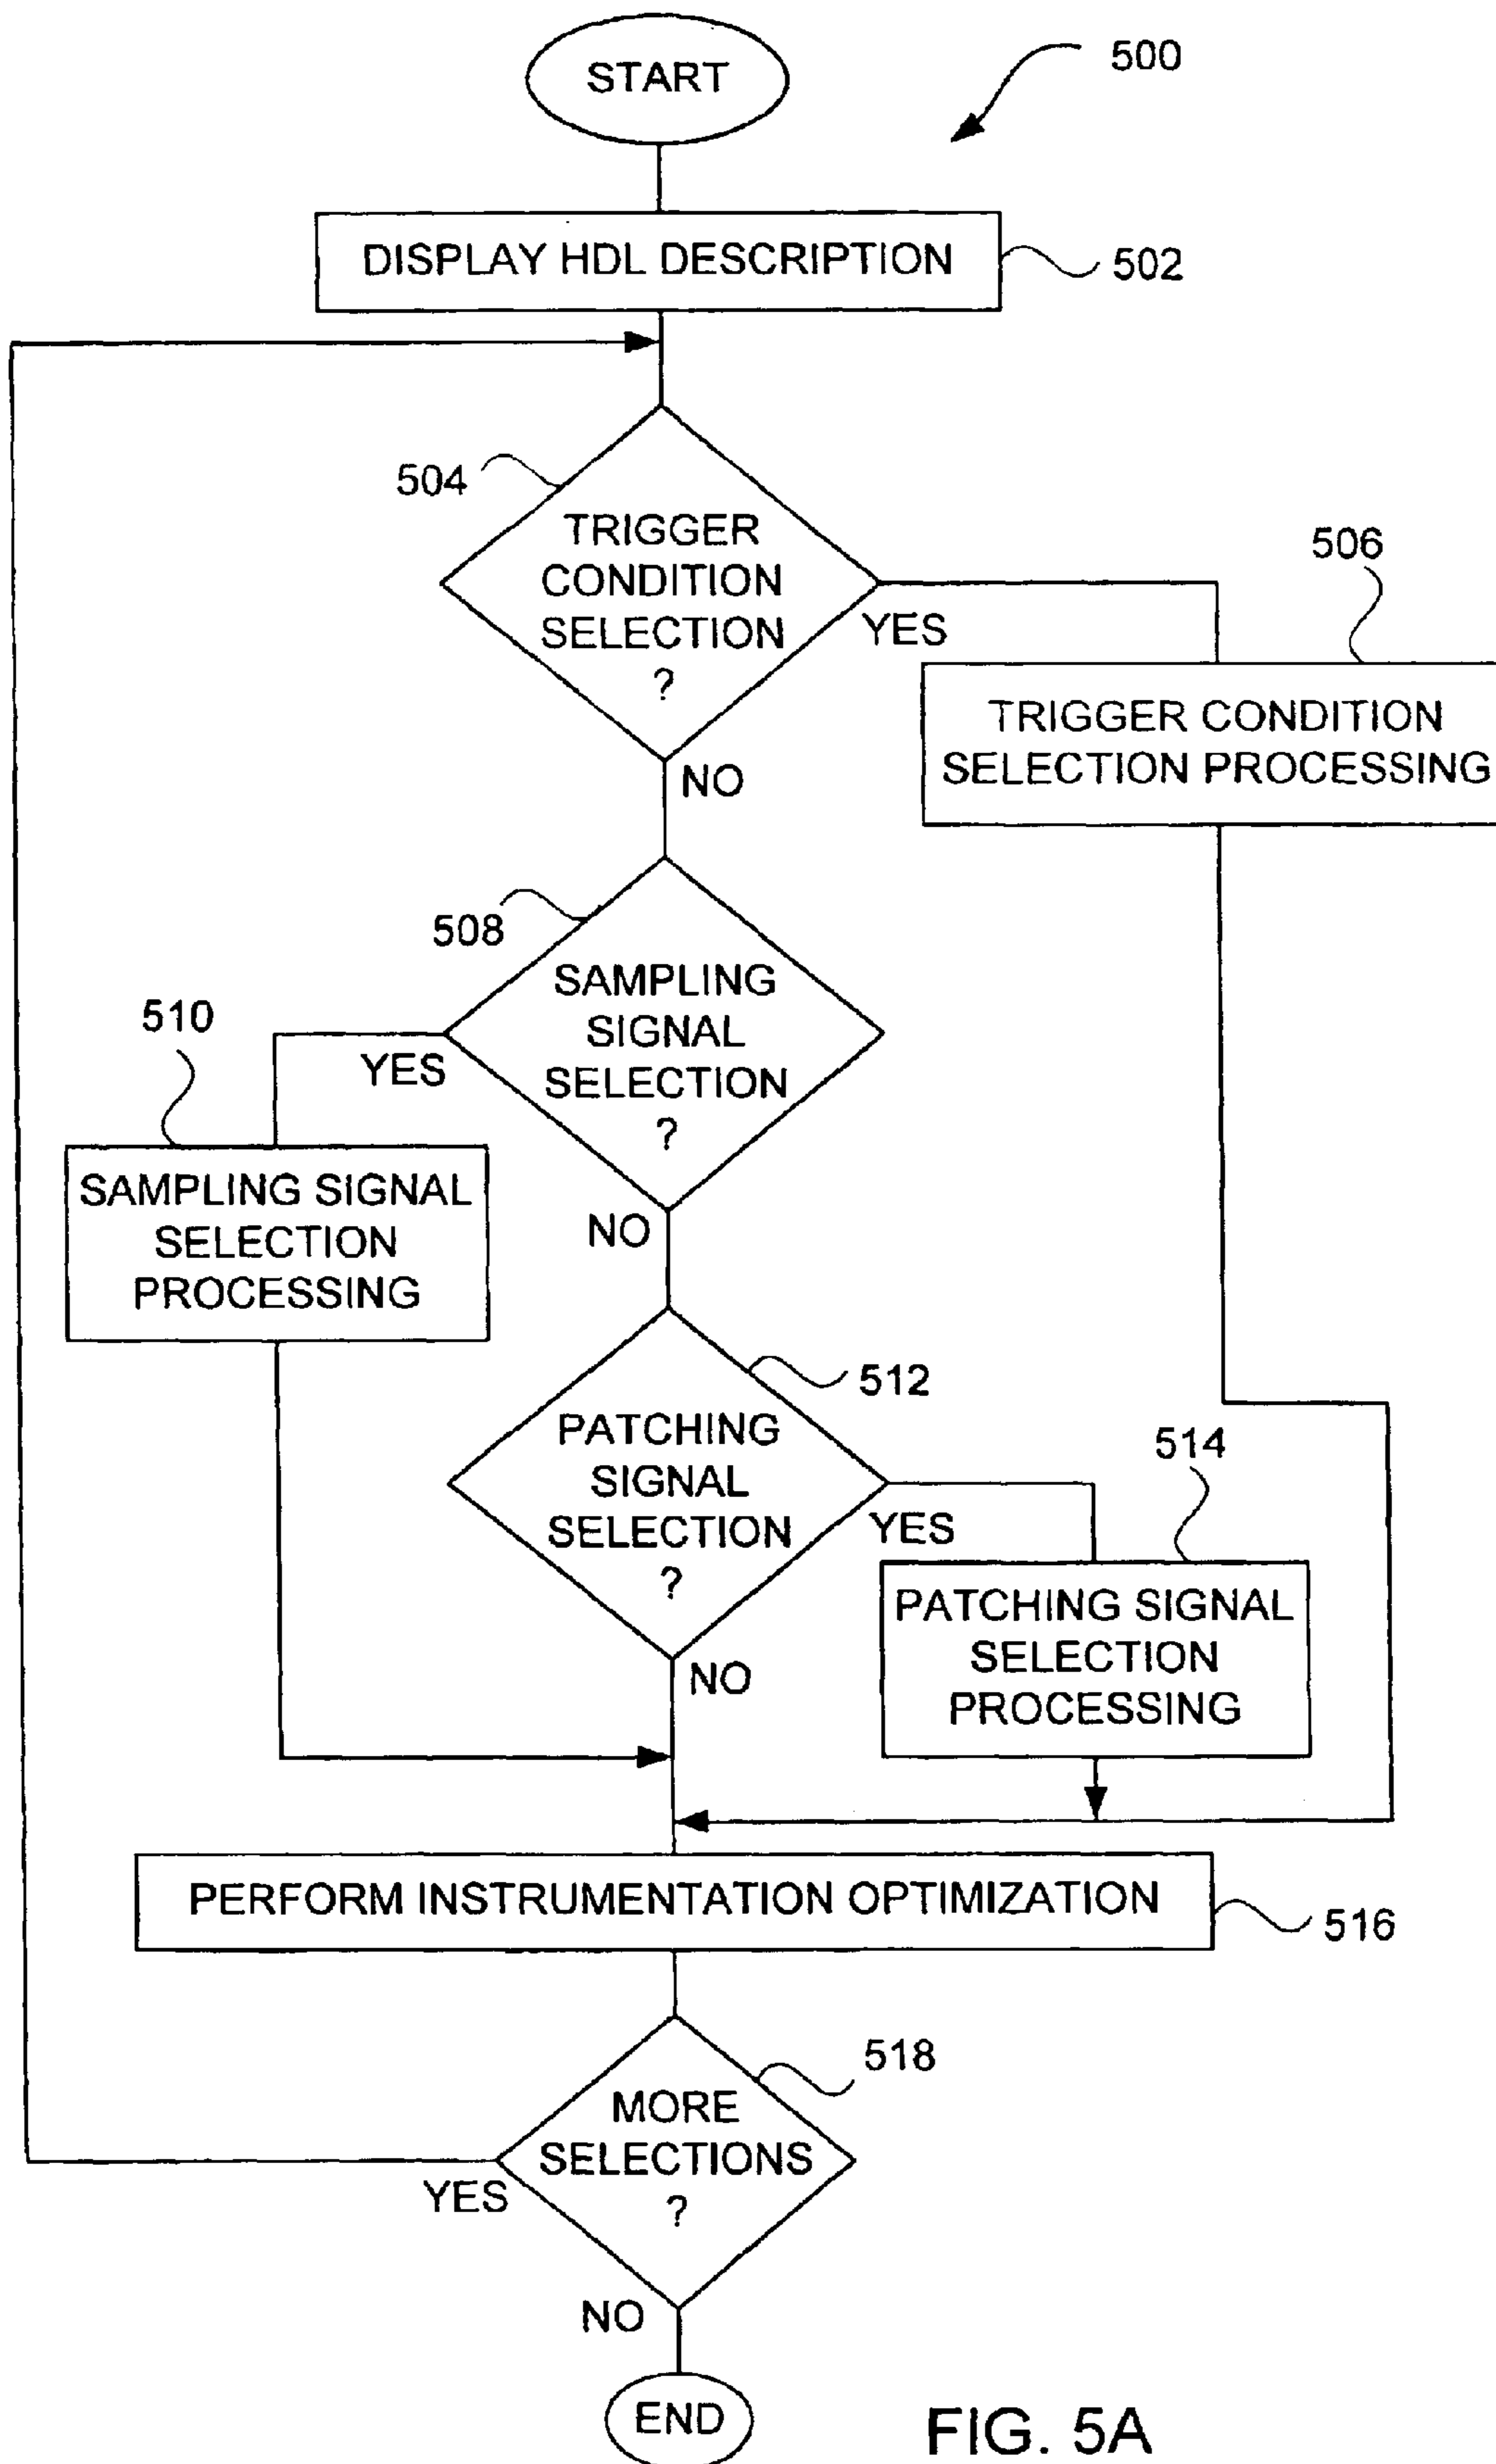 START
500
DISPLAY HDL DESCRIPTION
502
504
TRIGGER
CONDITION
SELECTION
?
YES
NO
506
TRIGGER CONDITION
SELECTION PROCESSING
508
SAMPLING
SIGNAL
SELECTION
?
YES
NO
510
SAMPLING SIGNAL
SELECTION
PROCESSING
512
PATCHING
SIGNAL
SELECTION
?
YES
NO
514
PATCHING SIGNAL
SELECTION
PROCESSING
PERFORM INSTRUMENTATION OPTIMIZATION
516
518
MORE
SELECTIONS
?
YES
NO
END
FIG. 5A